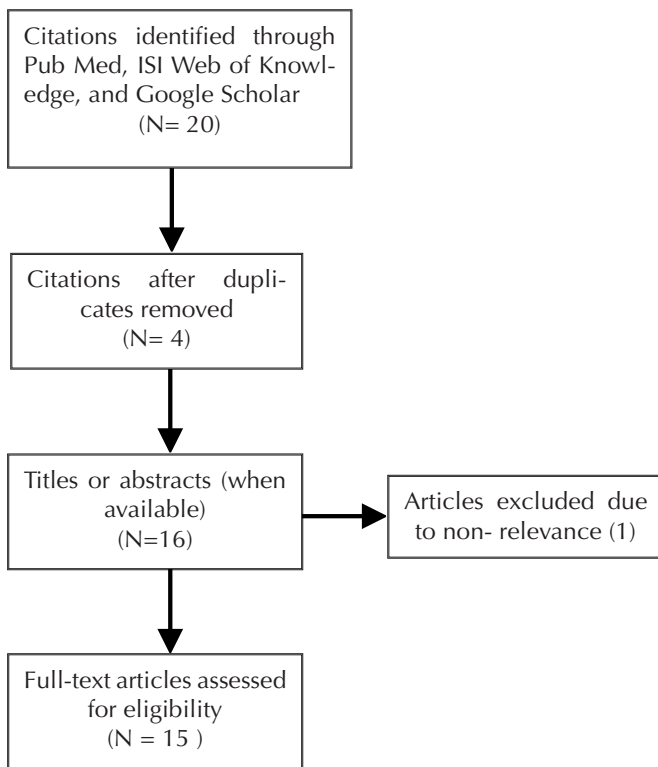 Citations identified through
Pub Med, ISI Web of Knowl-
edge, and Google Scholar
(N= 20)
Citations after dupli-
cates removed
(N= 4)
Titles or abstracts (when
available)
(N=16)
Articles excluded due
to non- relevance (1)
Full-text articles assessed
for eligibility
(N = 15 )